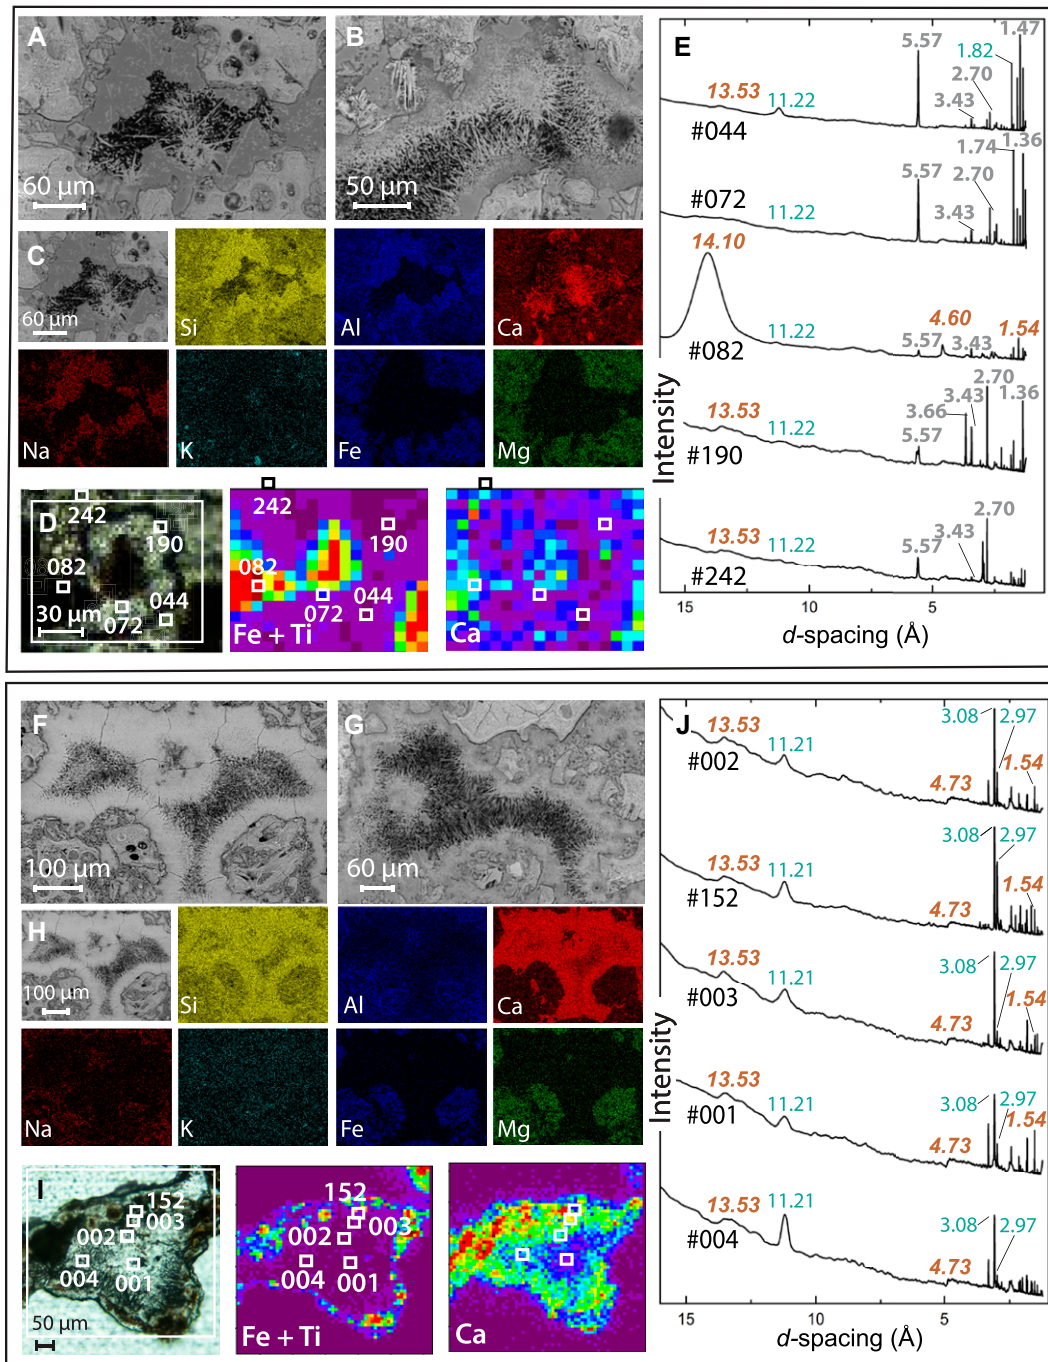 A
60 µm
B
50 µm
C
60 µm
Si
Al
Ca
Na
K
Fe
Mg
D
242
190
082
072
044
30 µm
242
190
082
072
044
Fe + Ti
Ca
E
Intensity
13.53
11.22
5.57
3.43
2.70
1.82
1.47
#044
11.22
5.57
3.43
2.70
1.74
1.36
#072
14.10
11.22
5.57
4.60
3.43
1.54
#082
13.53
11.22
5.57
3.66
3.43
2.70
1.36
#190
13.53
11.22
5.57
3.43
2.70
#242
15
10
5
d-spacing (Å)
F
100 µm
G
60 µm
H
100 µm
Si
Al
Ca
Na
K
Fe
Mg
I
152
003
002
004
001
50 µm
152
003
002
004
001
Fe + Ti
Ca
J
Intensity
13.53
11.21
4.73
3.08
2.97
1.54
#002
13.53
11.21
4.73
3.08
2.97
1.54
#152
13.53
11.21
4.73
3.08
2.97
1.54
#003
13.53
11.21
4.73
3.08
2.97
1.54
#001
13.53
11.21
4.73
3.08
2.97
#004
15
10
5
d-spacing (Å)